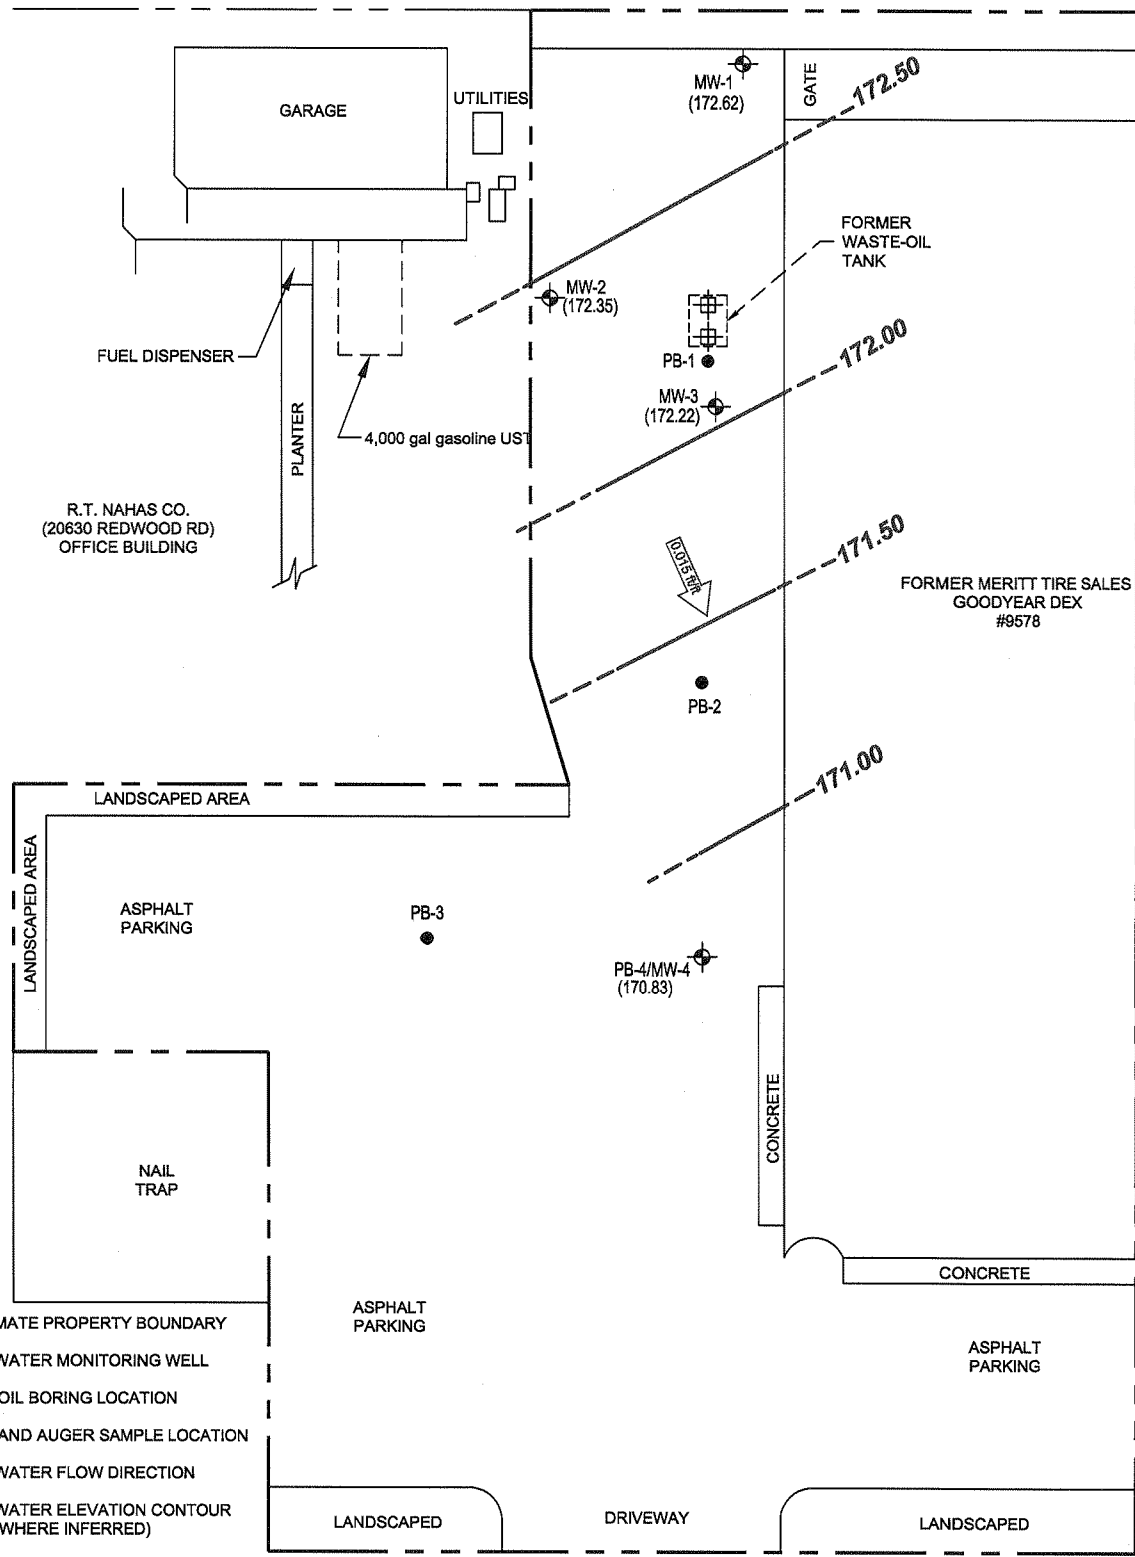 GARAGE
UTILITIES
MW-1
(172.62)
GATE
172.50
FORMER
WASTE-OIL
TANK
MW-2
(172.35)
FUEL DISPENSER
PB-1
172.00
MW-3
(172.22)
PLANTER
4,000 gal gasoline UST
R.T. NAHAS CO.
(20630 REDWOOD RD)
OFFICE BUILDING
0.015 ft/ft
171.50
FORMER MERITT TIRE SALES
GOODYEAR DEX
#9578
PB-2
171.00
LANDSCAPED AREA
LANDSCAPED AREA
ASPHALT
PARKING
PB-3
PB-4/MW-4
(170.83)
CONCRETE
NAIL
TRAP
CONCRETE
ASPHALT
PARKING
ASPHALT
PARKING
MATE PROPERTY BOUNDARY
WATER MONITORING WELL
OIL BORING LOCATION
AND AUGER SAMPLE LOCATION
WATER FLOW DIRECTION
WATER ELEVATION CONTOUR
WHERE INFERRED)
LANDSCAPED
DRIVEWAY
LANDSCAPED